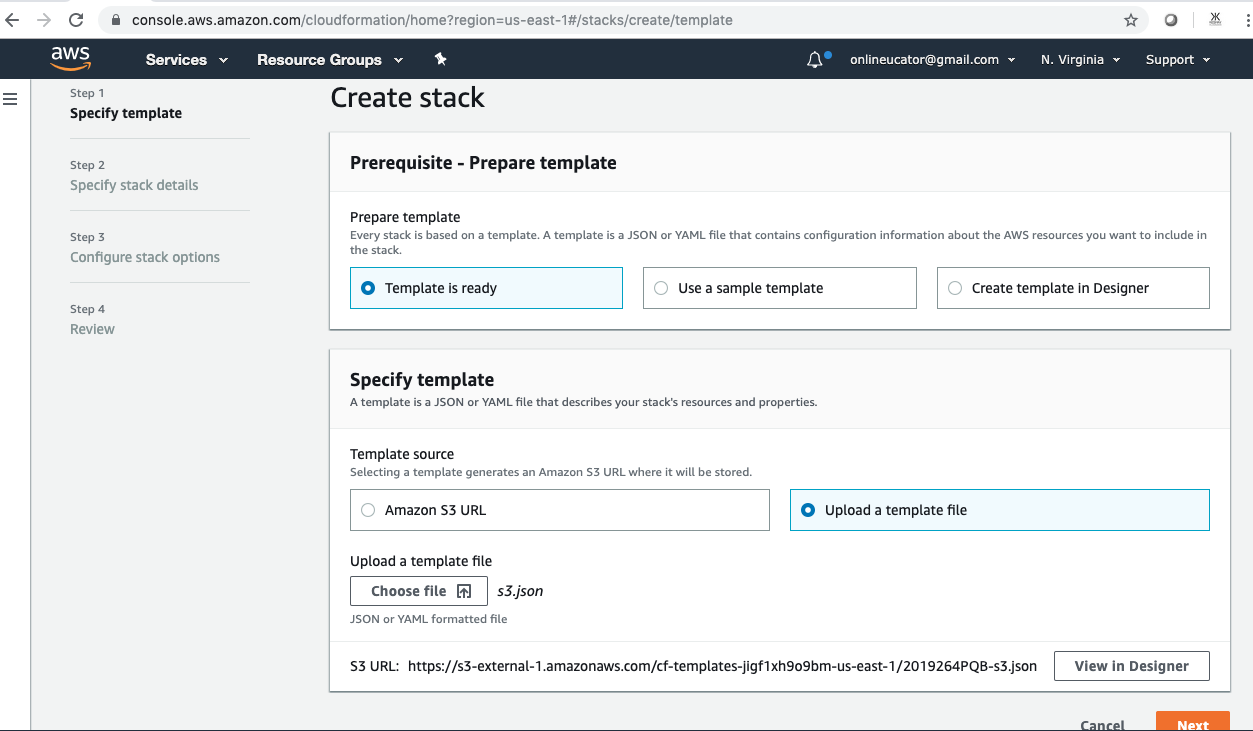 console.aws.amazon.com/cloudformation/home?region=us-east-1#/stacks/create/template
aws
Services
Resource Groups
onlineucator@gmail.com
N. Virginia
Support
Step 1
Specify template
Step 2
Specify stack details
Step 3
Configure stack options
Step 4
Review
Create stack
Prerequisite - Prepare template
Prepare template
Every stack is based on a template. A template is a JSON or YAML file that contains configuration information about the AWS resources you want to include in
the stack.
Template is ready
Use a sample template
Create template in Designer
Specify template
A template is a JSON or YAML file that describes your stack's resources and properties.
Template source
Selecting a template generates an Amazon S3 URL where it will be stored.
Amazon S3 URL
Upload a template file
Upload a template file
Choose file
s3.json
JSON or YAML formatted file
S3 URL: https://s3-external-1.amazonaws.com/cf-templates-jigf1xh9o9bm-us-east-1/2019264PQB-s3.json
View in Designer
Cancel
Next